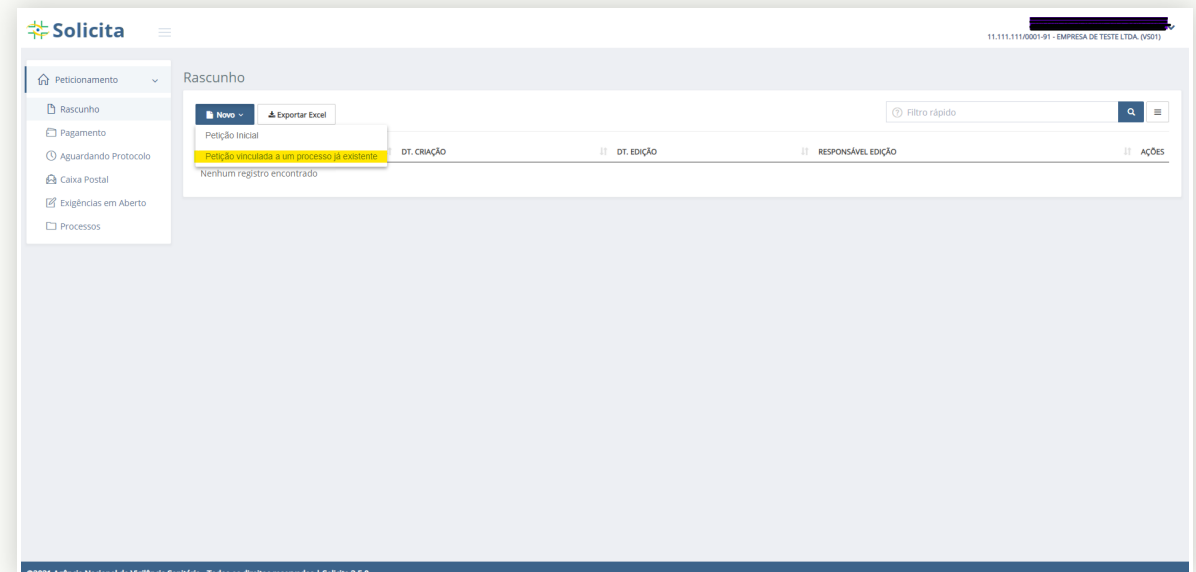 Solicita
11.111.111/0001-91 - EMPRESA DE TESTE LTDA. (VS01)
Peticionamento
Rascunho
Pagamento
Aguardando Protocolo
Caixa Postal
Exigências em Aberto
Processos
Rascunho
Novo
Exportar Excel
Filtro rápido
Petição Inicial
Petição vinculada a um processo já existente
DT. CRIAÇÃO
DT. EDIÇÃO
RESPONSÁVEL EDIÇÃO
AÇÕES
Nenhum registro encontrado